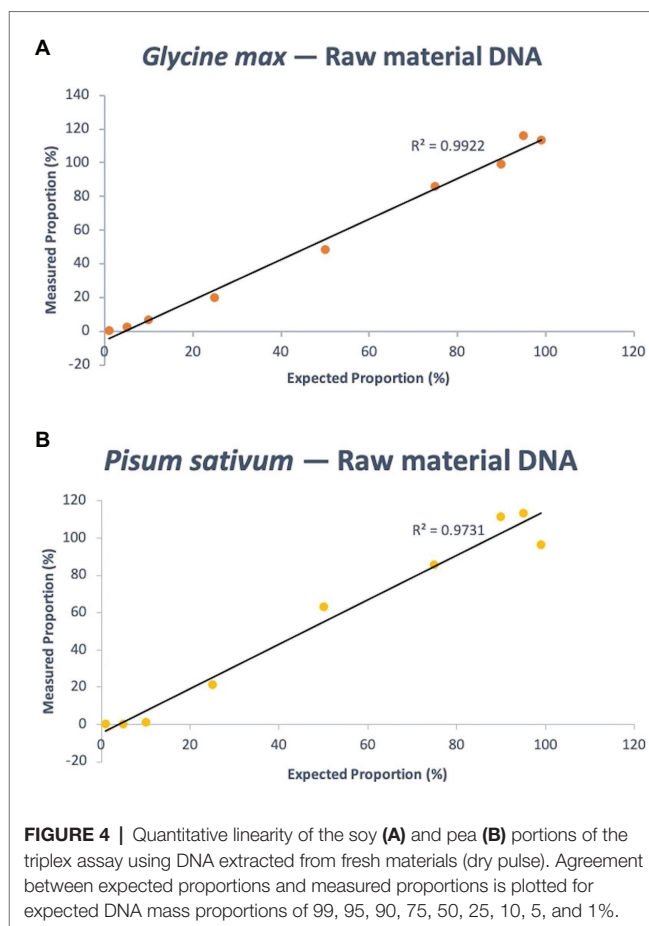 A
Glycine max — Raw material DNA
140
120
100
80
60
40
20
0
-20
0 20 40 60 80 100 120
R² = 0.9922
Measured Proportion (%)
Expected Proportion (%)
B
Pisum sativum — Raw material DNA
120
100
80
60
40
20
0
-20
0 20 40 60 80 100 120
R² = 0.9731
Measured Proportion (%)
Expected Proportion (%)
FIGURE 4 | Quantitative linearity of the soy (A) and pea (B) portions of the
triplex assay using DNA extracted from fresh materials (dry pulse). Agreement
between expected proportions and measured proportions is plotted for
expected DNA mass proportions of 99, 95, 90, 75, 50, 25, 10, 5, and 1%.